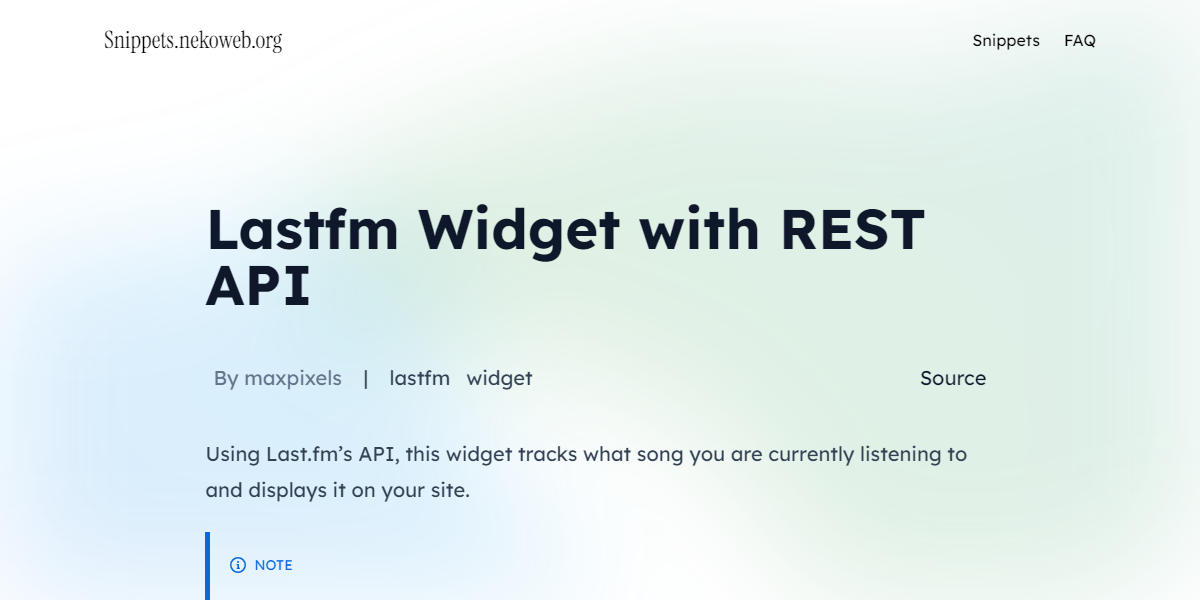 Snippets.nekoweb.org
Snippets FAQ
Lastfm Widget with REST
API
By maxpixels | lastfm widget Source
Using Last.fm’s API, this widget tracks what song you are currently listening to
and displays it on your site.
NOTE